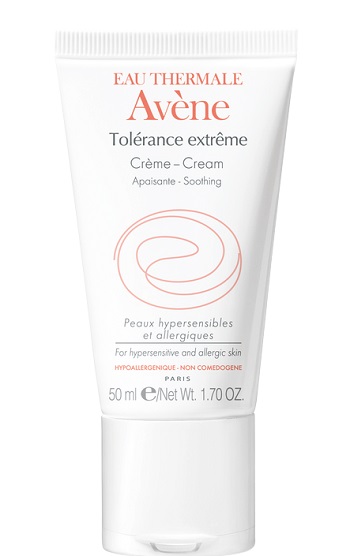 EAU THERMALE
Avène
Tolérance extrême
Crème – Cream
Apaisante - Soothing
Peaux hypersensibles
et allergiques
For hypersensitive and allergic skin
HYPOALLERGENIQUE - NON COMEDOGENE
PARIS
50 ml e/Net Wt. 1.70 OZ.